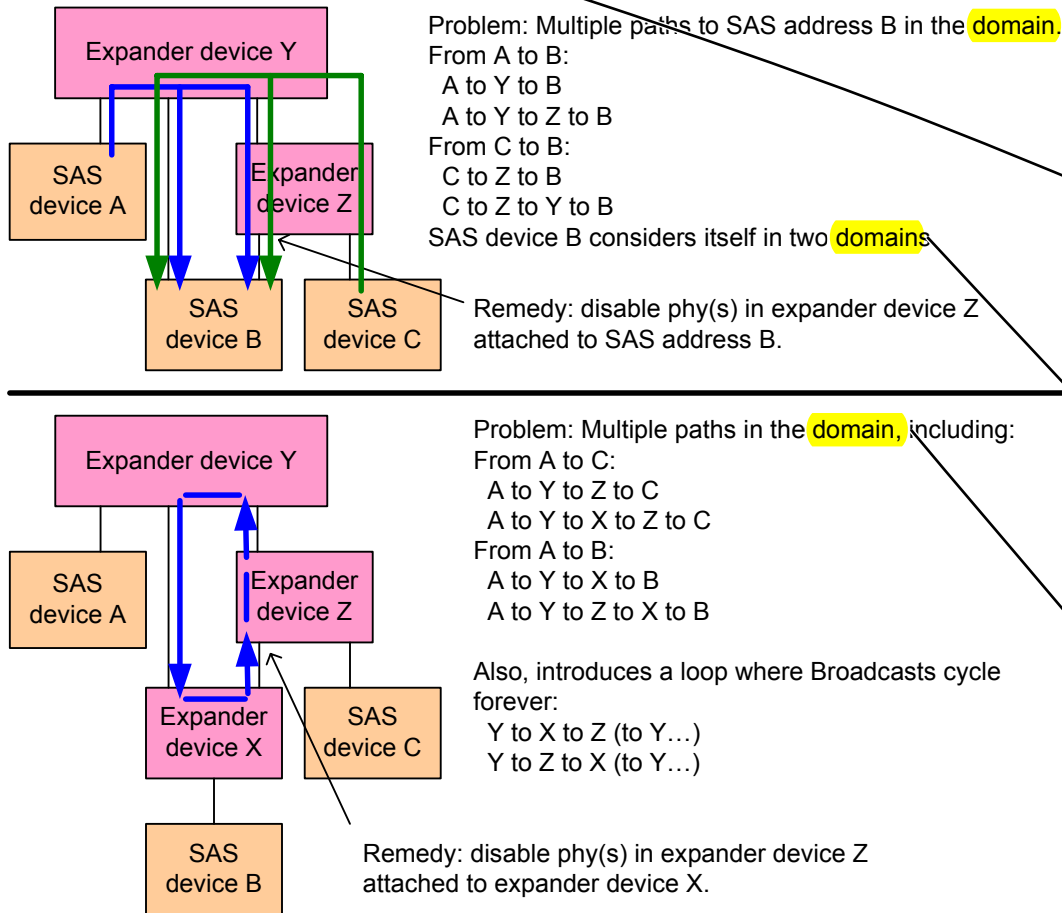 Expander device Y
SAS
device A
Expander
device Z
SAS
device B
SAS
device C
Problem: Multiple paths to SAS address B in the domain.
From A to B:
A to Y to B
A to Y to Z to B
From C to B:
C to Z to B
C to Z to Y to B
SAS device B considers itself in two domains
Remedy: disable phy(s) in expander device Z
attached to SAS address B.
Expander device Y
SAS
device A
Expander
device Z
Expander
device X
SAS
device C
SAS
device B
Problem: Multiple paths in the domain, including:
From A to C:
A to Y to Z to C
A to Y to X to Z to C
From A to B:
A to Y to X to B
A to Y to Z to X to B
Also, introduces a loop where Broadcasts cycle
forever:
Y to X to Z (to Y…)
Y to Z to X (to Y…)
Remedy: disable phy(s) in expander device Z
attached to expander device X.